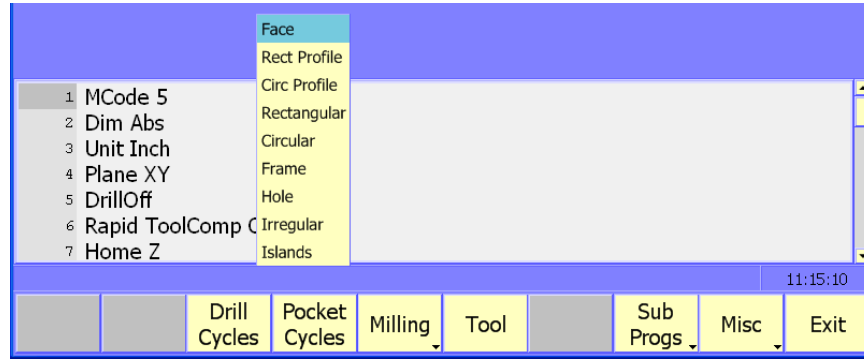 Face
Rect Profile
Circ Profile
Rectangular
Circular
Frame
Hole
Irregular
Islands
1 MCode 5
2 Dim Abs
3 Unit Inch
4 Plane XY
5 DrillOff
6 Rapid ToolComp
7 Home Z
11:15:10
Drill
Cycles
Pocket
Cycles
Milling
Tool
Sub
Progs
Misc
Exit